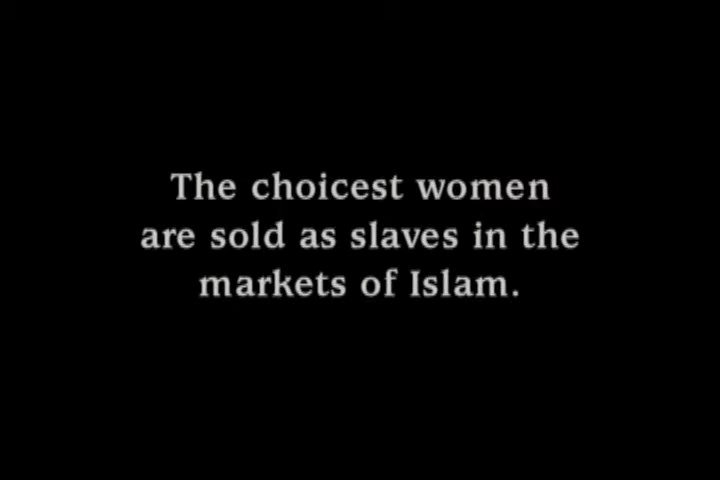 The choicest women
are sold as slaves in the
markets of Islam.